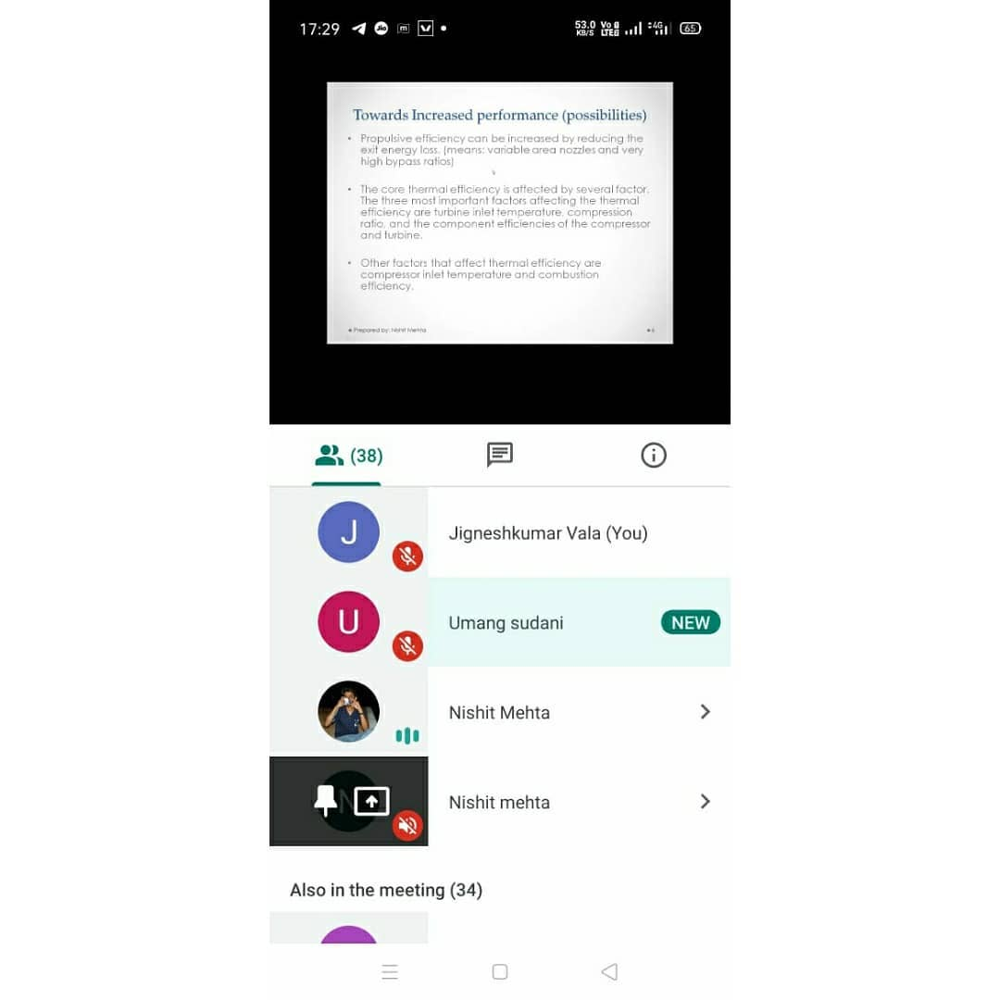 17:29
53.0 KB/S Vo LTE 4G 65
Towards Increased performance (possibilities)
• Propulsive efficiency can be increased by reducing the
exit energy loss. (means: variable area nozzles and very
high bypass ratios)
• The core thermal efficiency is affected by several factor.
The three most important factors affecting the thermal
efficiency are turbine inlet temperature, compression
ratio, and the component efficiencies of the compressor
and turbine.
• Other factors that affect thermal efficiency are
compressor inlet temperature and combustion
efficiency.
Prepared by: Nishit Mehta
(38)
J
Jigneshkumar Vala (You)
U
Umang sudani
NEW
Nishit Mehta
N
Nishit mehta
Also in the meeting (34)